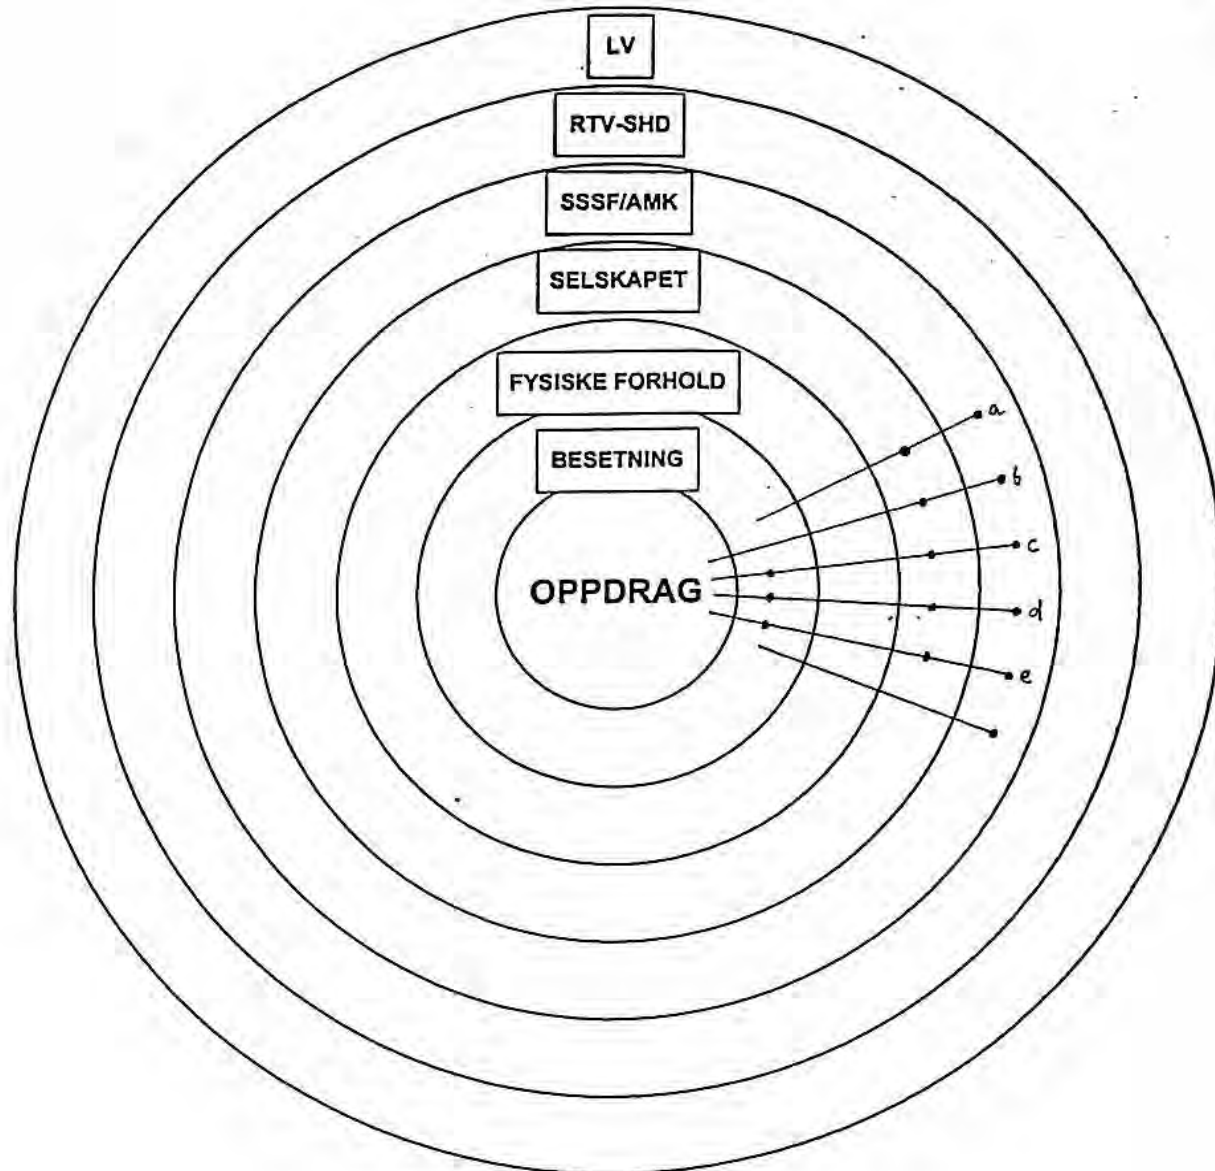 LV
RTV-SHD
SSSF/AMK
SELSKAPET
FYSISKE FORHOLD
BESETNING
OPPDRAG
a
b
c
d
e